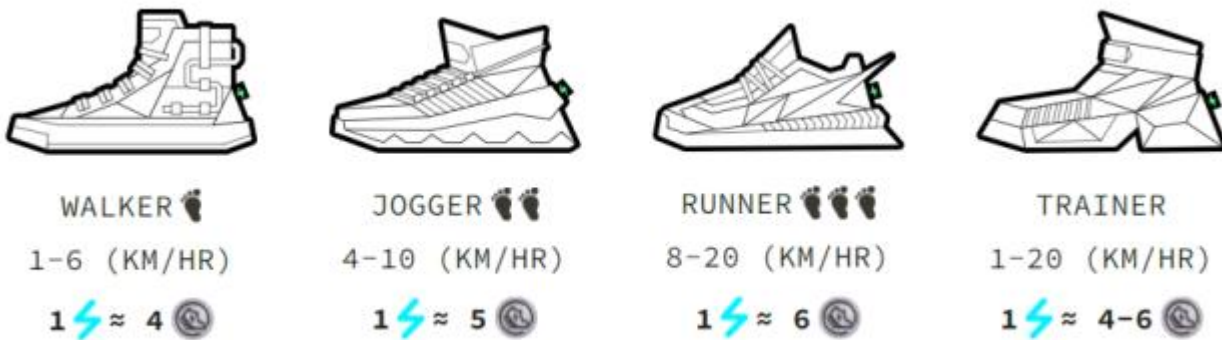 WALKER
JOGGER
RUNNER
TRAINER
1-6 (KM/HR)
4-10 (KM/HR)
8-20 (KM/HR)
1-20 (KM/HR)
1 ≈ 4
1 ≈ 5
1 ≈ 6
1 ≈ 4-6